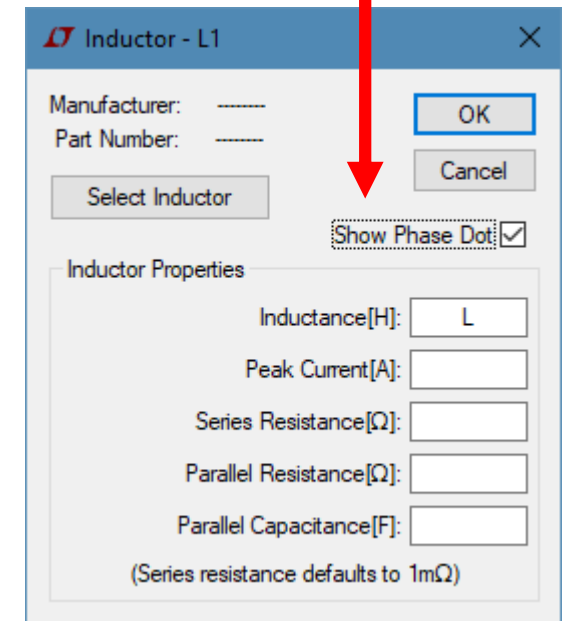 Inductor - L1
Manufacturer: --------
OK
Part Number: --------
Cancel
Select Inductor
Show Phase Dot
Inductor Properties
Inductance[H]: L
Peak Current[A]:
Series Resistance[Ω]:
Parallel Resistance[Ω]:
Parallel Capacitance[F]:
(Series resistance defaults to 1mΩ)